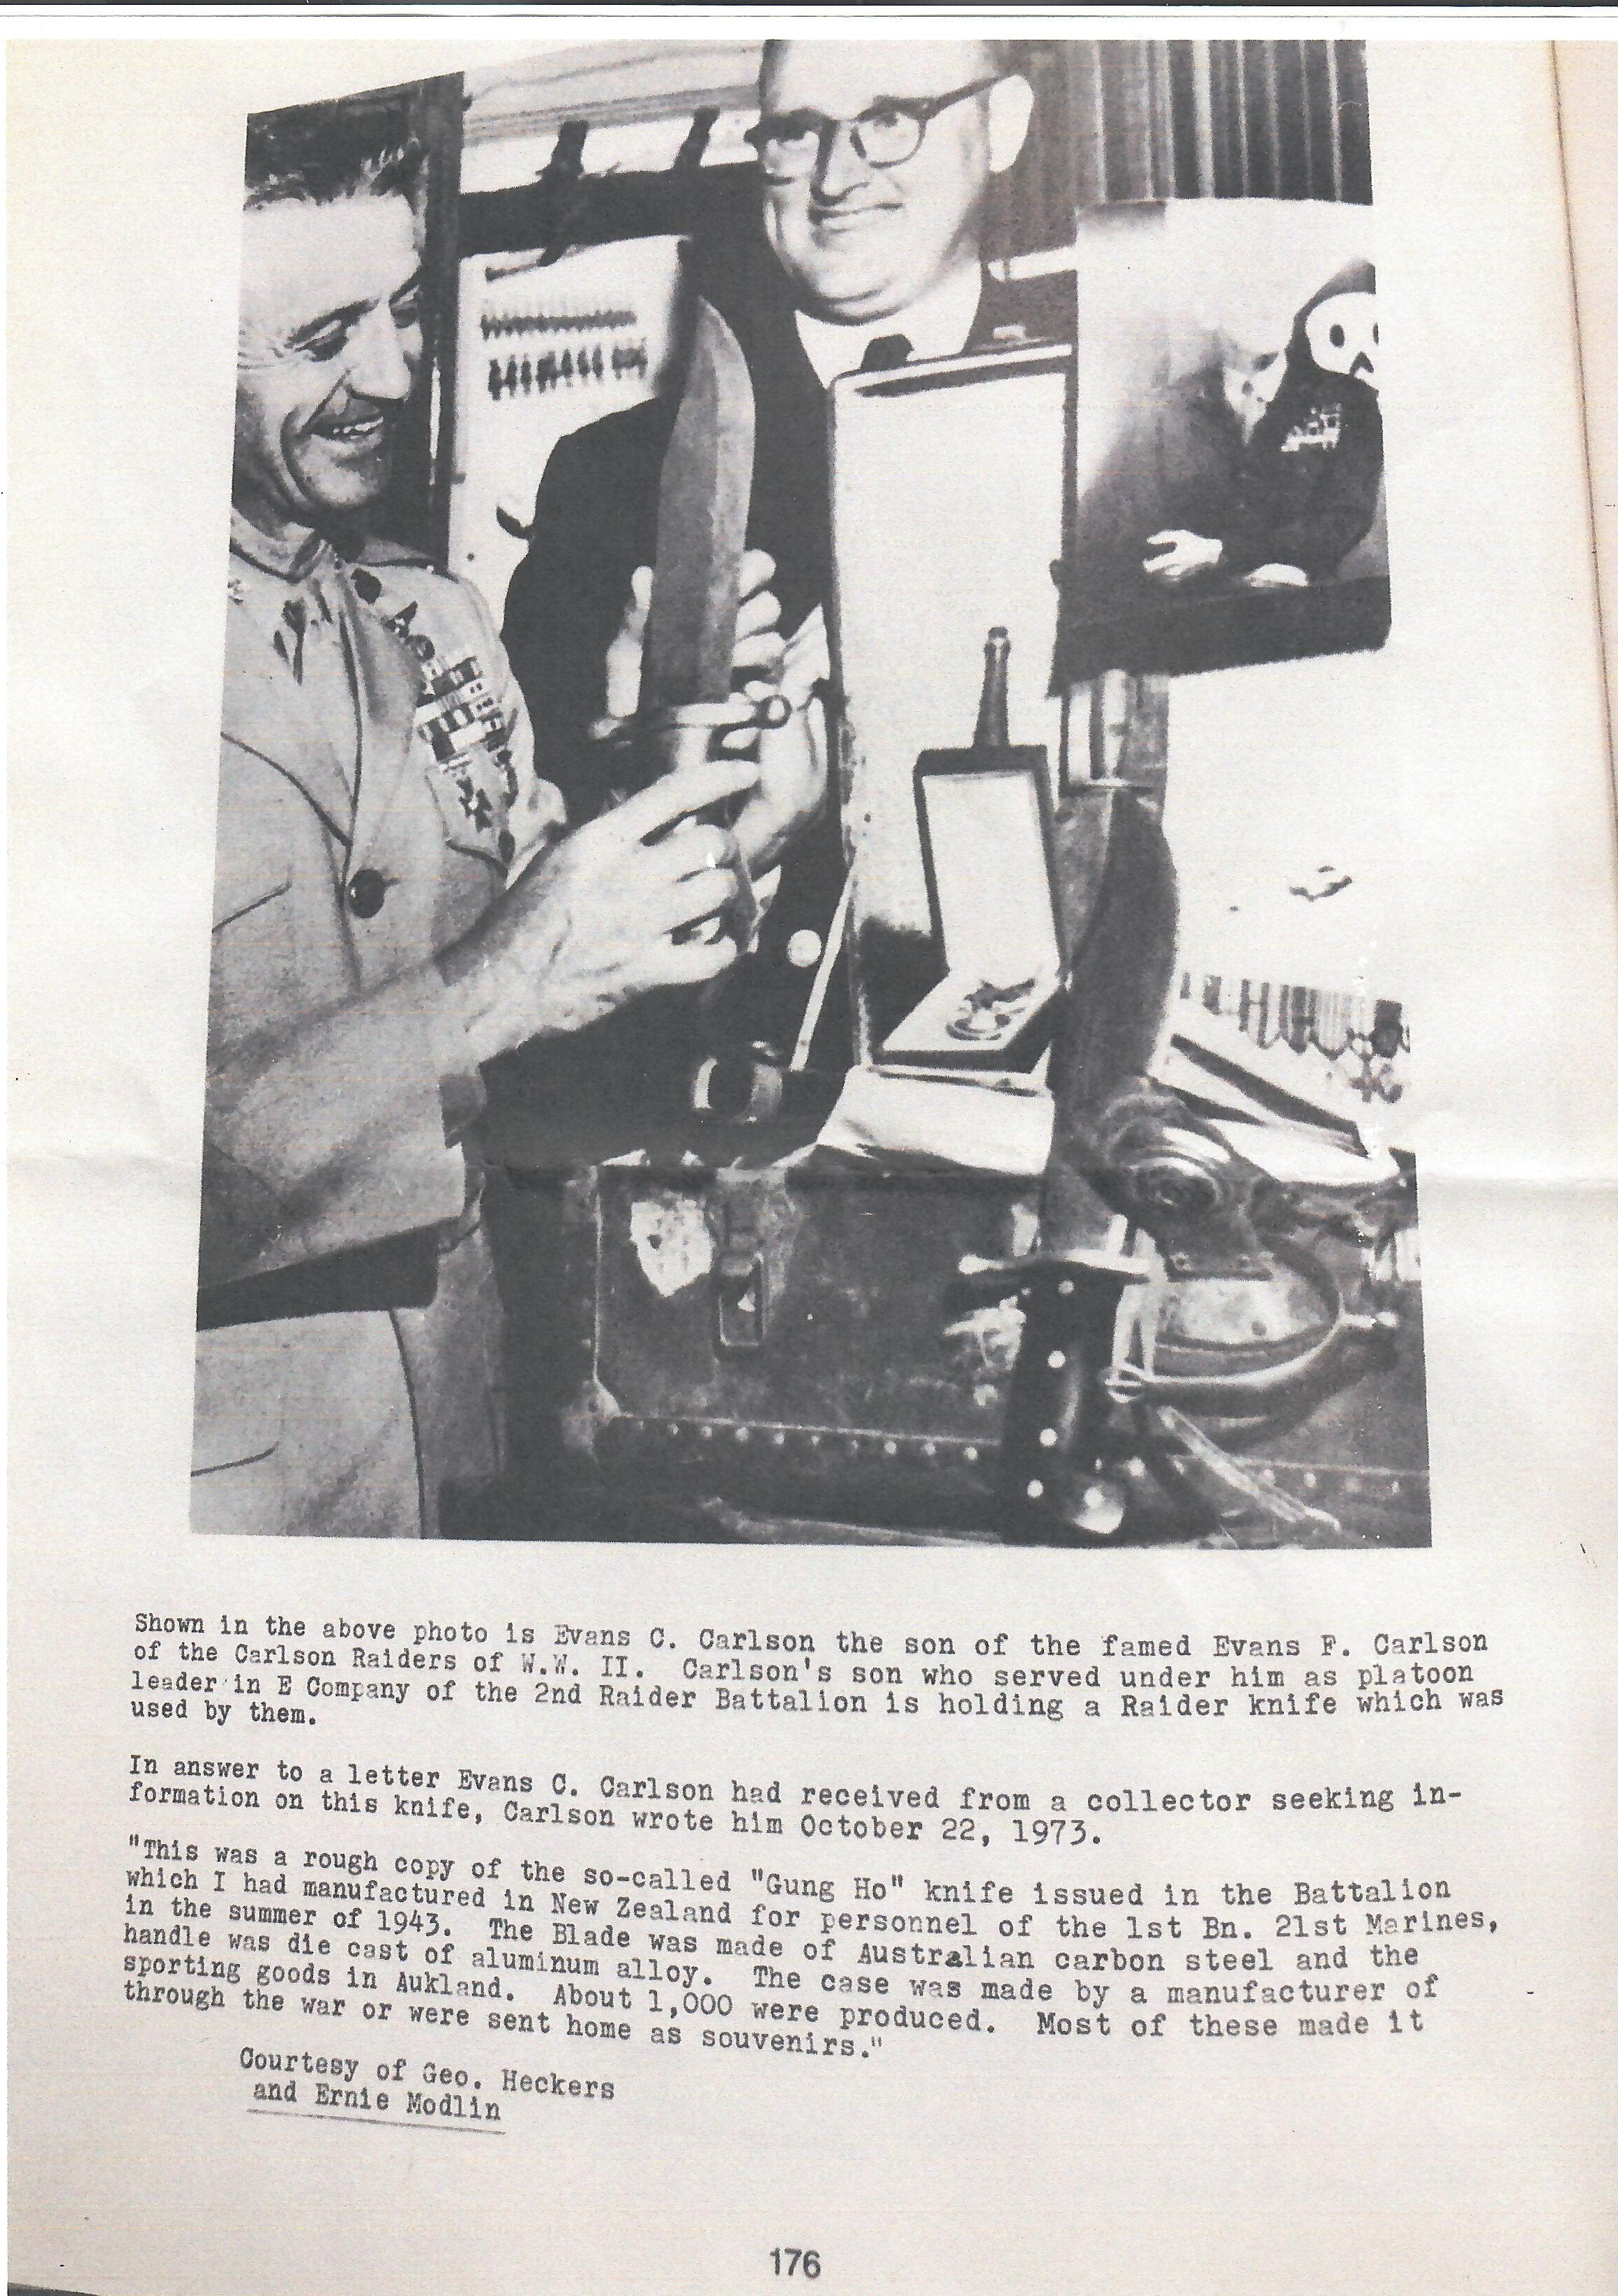 Shown in the above photo is Evans C. Carlson the son of the famed Evans F. Carlson
of the Carlson Raiders of W.W. II.  Carlson's son who served under him as platoon
leader in E Company of the 2nd Raider Battalion is holding a Raider knife which was
used by them.
In answer to a letter Evans C. Carlson had received from a collector seeking in-
formation on this knife, Carlson wrote him October 22, 1973.
"This was a rough copy of the so-called "Gung Ho" knife issued in the Battalion
which I had manufactured in New Zealand for personnel of the 1st Bn. 21st Marines,
in the summer of 1943.  The Blade was made of Australian carbon steel and the
handle was die cast of aluminum alloy.  The case was made by a manufacturer of
sporting goods in Aukland.  About 1,000 were produced.  Most of these made it
through the war or were sent home as souvenirs."
Courtesy of Geo. Heckers
and Ernie Modlin
176